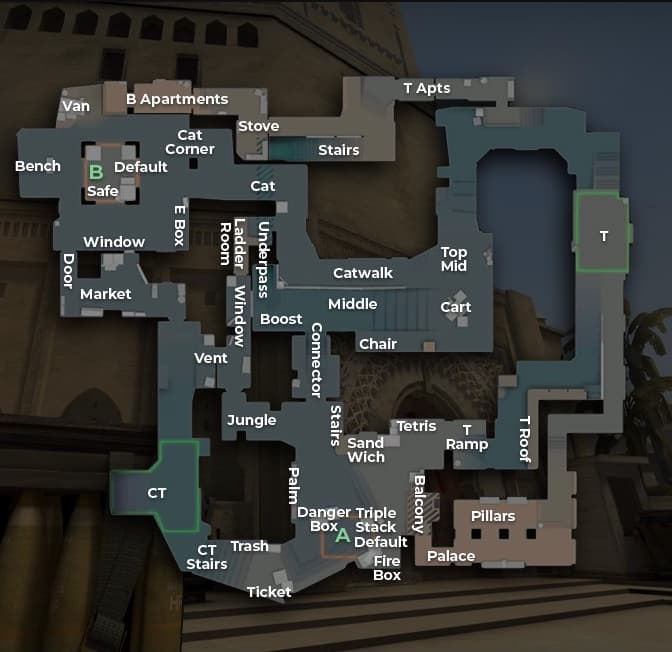 T Apts
Van
B Apartments
Stove
Cat
Corner
Stairs
Bench
B
Default
Safe
Cat
E Box
Window
Ladder
Room
Underpass
T
Door
Market
Window
Catwalk
Top
Mid
Middle
Cart
Boost
Connector
Chair
Vent
Jungle
Stairs
Sand
Wich
Tetris
T
Ramp
T Roof
CT
Palm
Danger
Box
Triple
Stack
Default
A
Balcony
Pillars
Palace
CT
Stairs
Trash
Ticket
Fire
Box